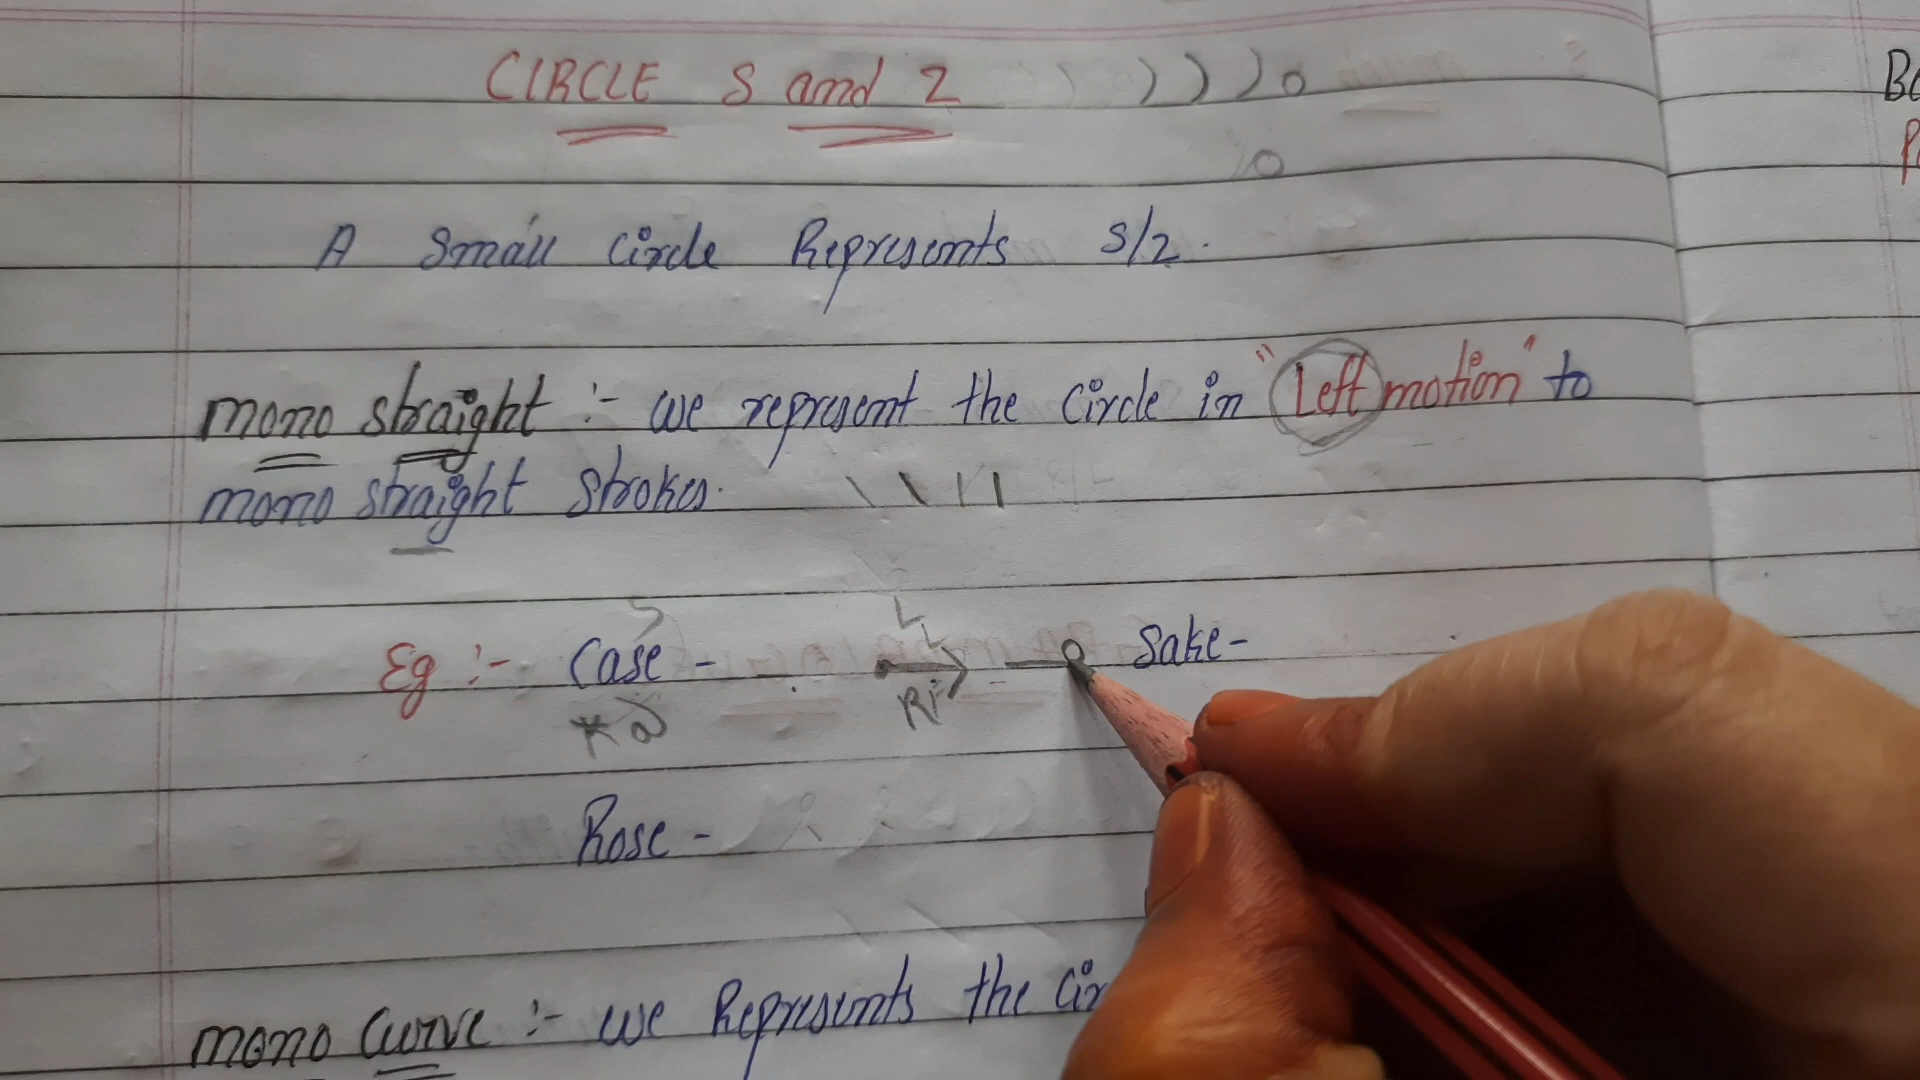 CIRCLE S and Z
A Small Circle Represents S/Z.
mono straight :- we represent the Circle in "Left motion" to
mono straight strokes.
Eg :- Case - Sake -
Rose -
mono Curve :- we Represents the Cir